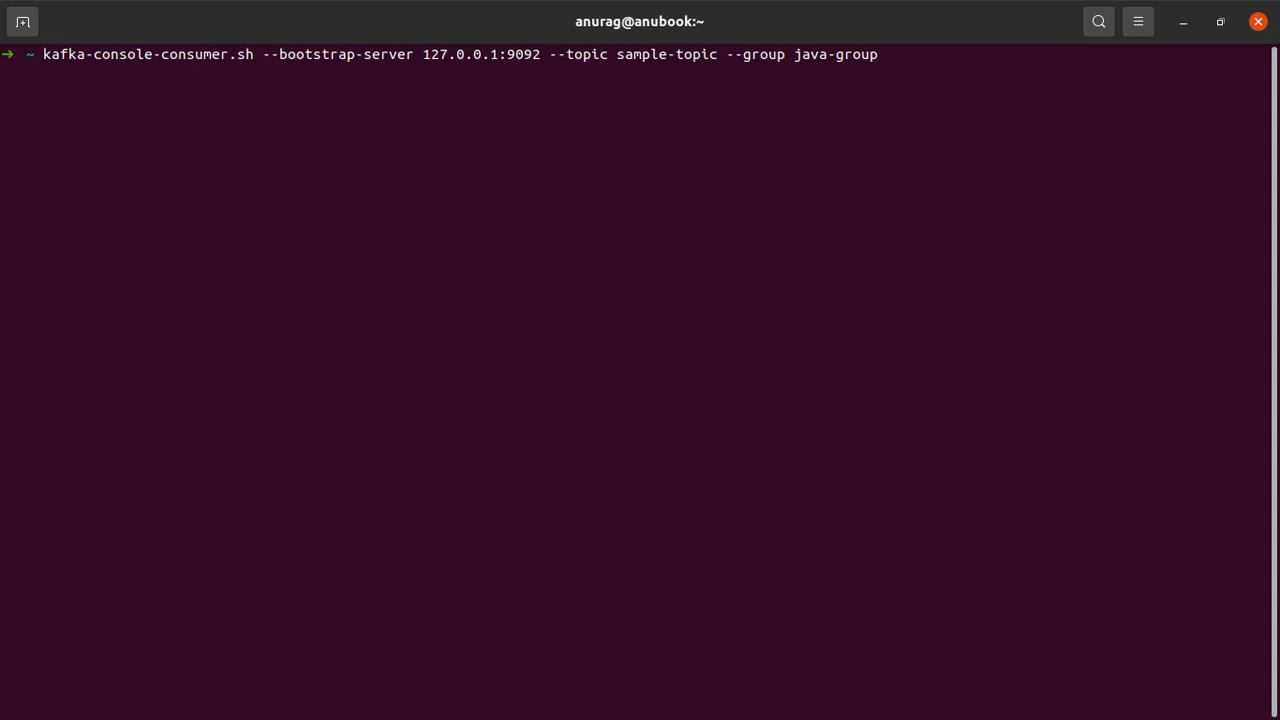 anurag@anubook:~
➜ ~ kafka-console-consumer.sh --bootstrap-server 127.0.0.1:9092 --topic sample-topic --group java-group